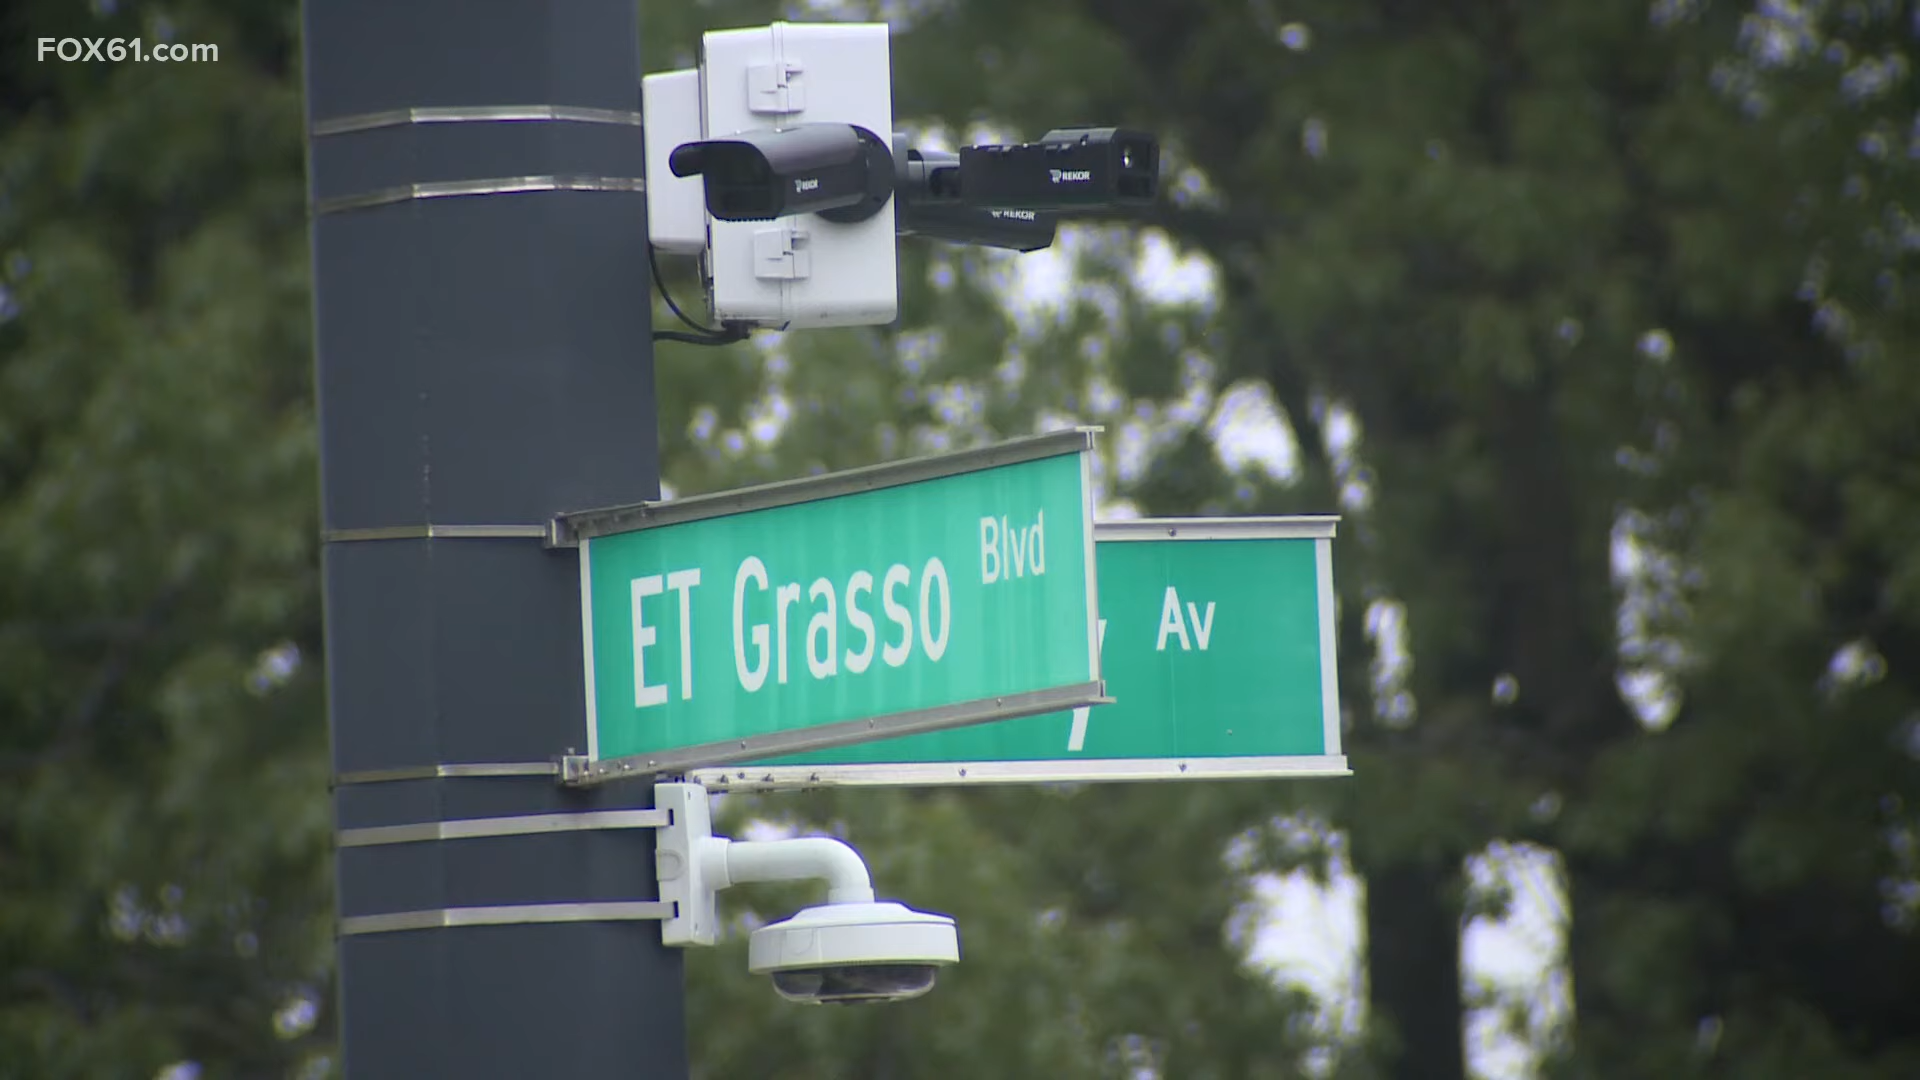 FOX61.com
REKOR
REKOR
REKOR
ET Grasso Blvd
y Av